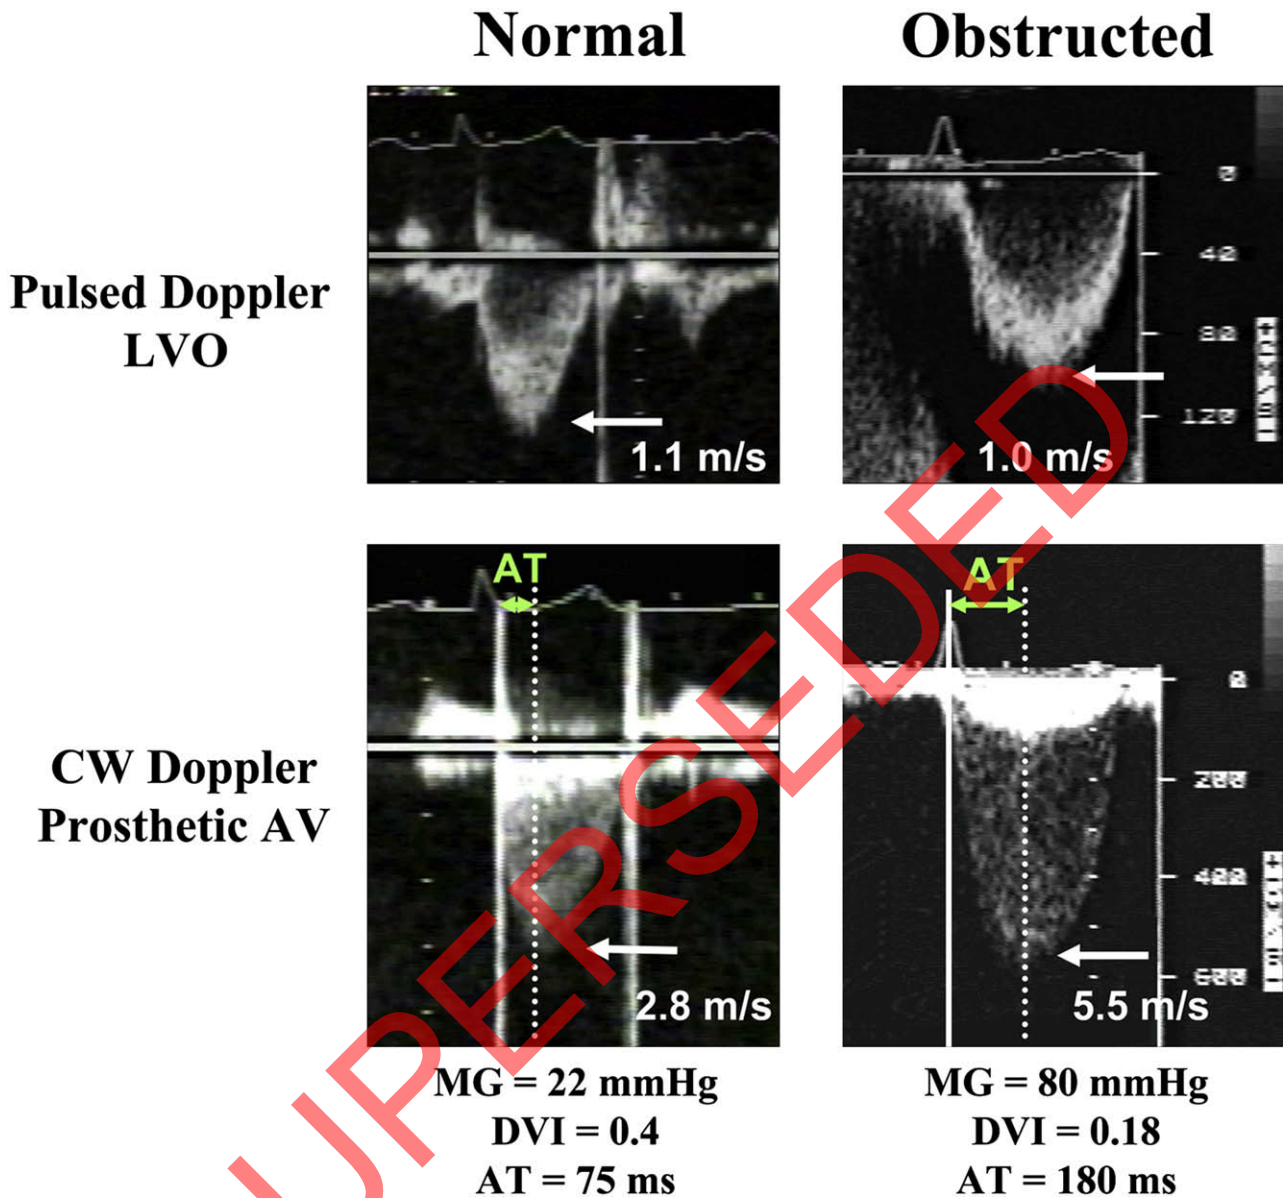 Normal
Obstructed
Pulsed Doppler
LVO
1.1 m/s
0
40
80
120
1.0 m/s
CW Doppler
Prosthetic AV
AT
2.8 m/s
AT
0
200
400
600
5.5 m/s
MG = 22 mmHg
DVI = 0.4
AT = 75 ms
MG = 80 mmHg
DVI = 0.18
AT = 180 ms
UPERSEDED